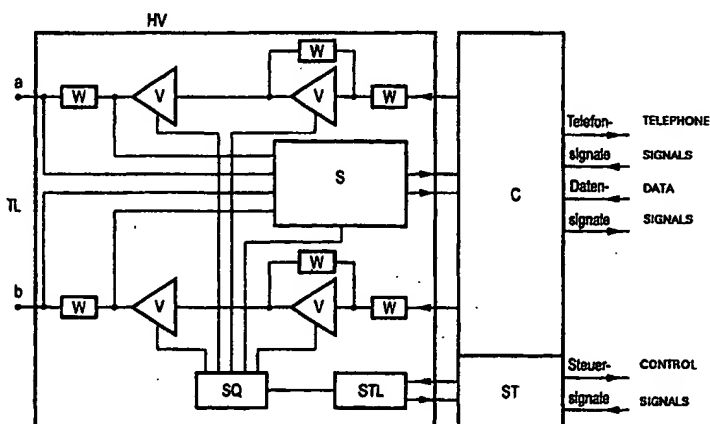 HV
W
a
W
V
V
W
Telefon-
TELEPHONE
signale
SIGNALS
S
C
Daten-
DATA
TL
signale
SIGNALS
W
b
W
V
V
W
Steuer-
CONTROL
SQ
STL
ST
signale
SIGNALS